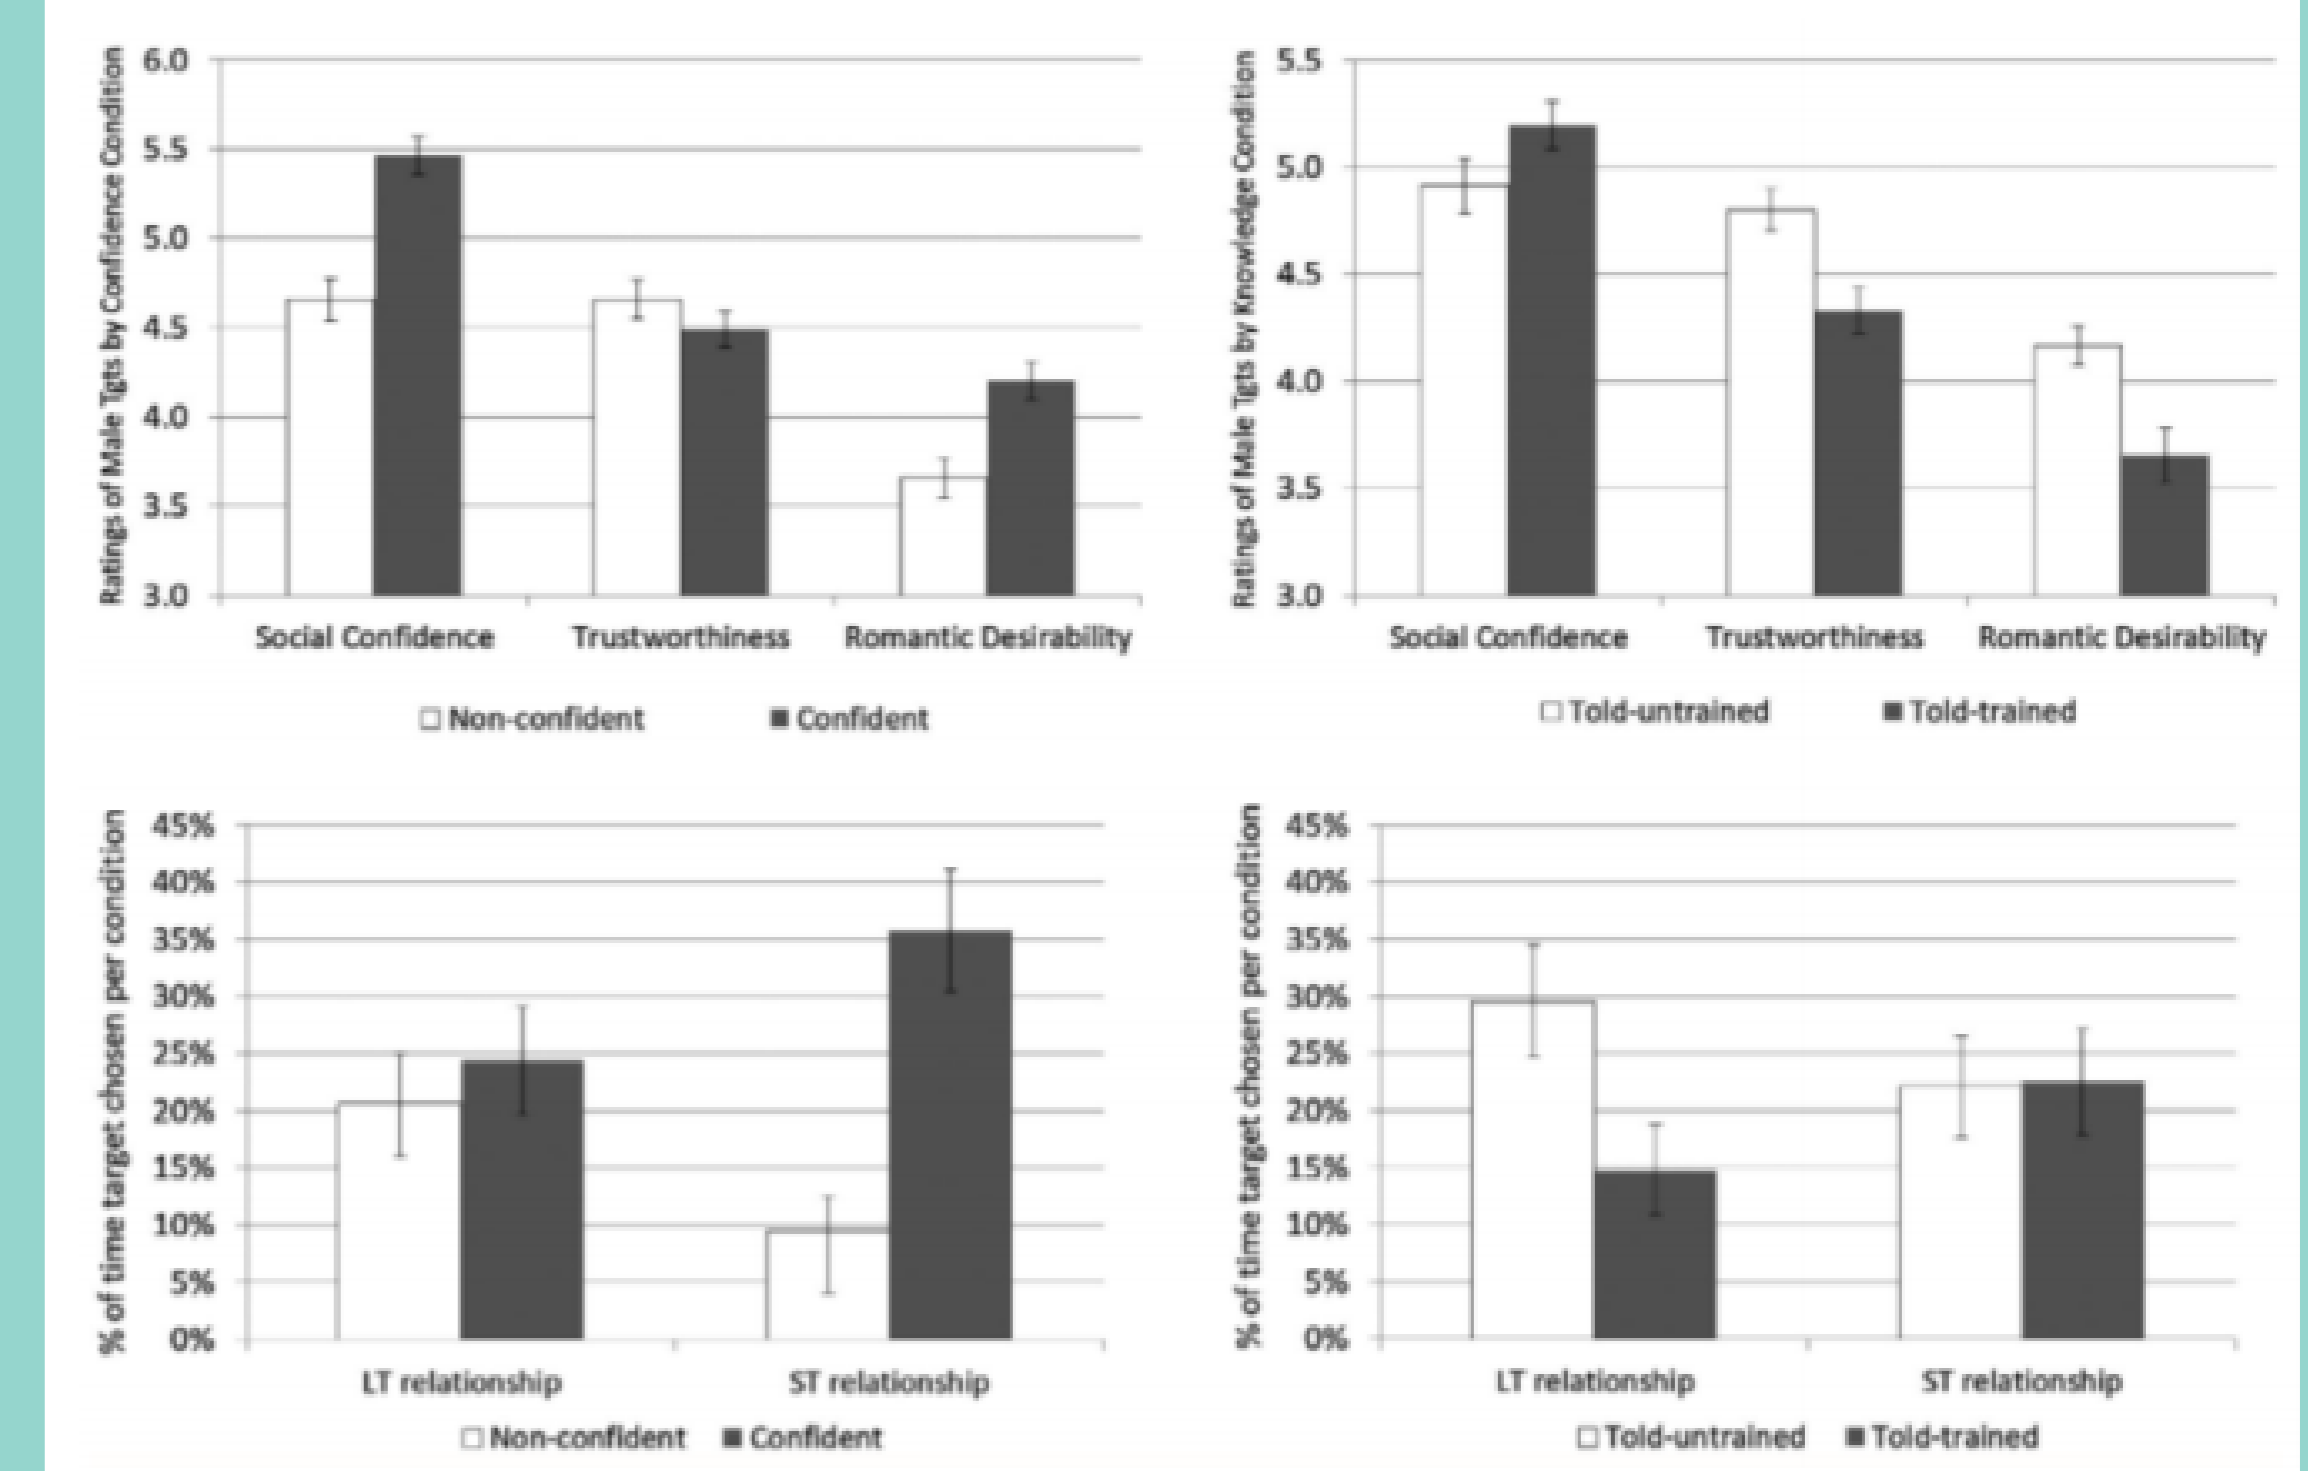 Ratings of Male Tgts by Confidence Condition
6.0
5.5
5.0
4.5
4.0
3.5
3.0
Social Confidence Trustworthiness Romantic Desirability
Non-confident Confident
Ratings of Male Tgts by Knowledge Condition
5.5
5.0
4.5
4.0
3.5
3.0
Social Confidence Trustworthiness Romantic Desirability
Told-untrained Told-trained
% of time target chosen per condition
45%
40%
35%
30%
25%
20%
15%
10%
5%
0%
LT relationship ST relationship
Non-confident Confident
% of time target chosen per condition
45%
40%
35%
30%
25%
20%
15%
10%
5%
0%
LT relationship ST relationship
Told-untrained Told-trained